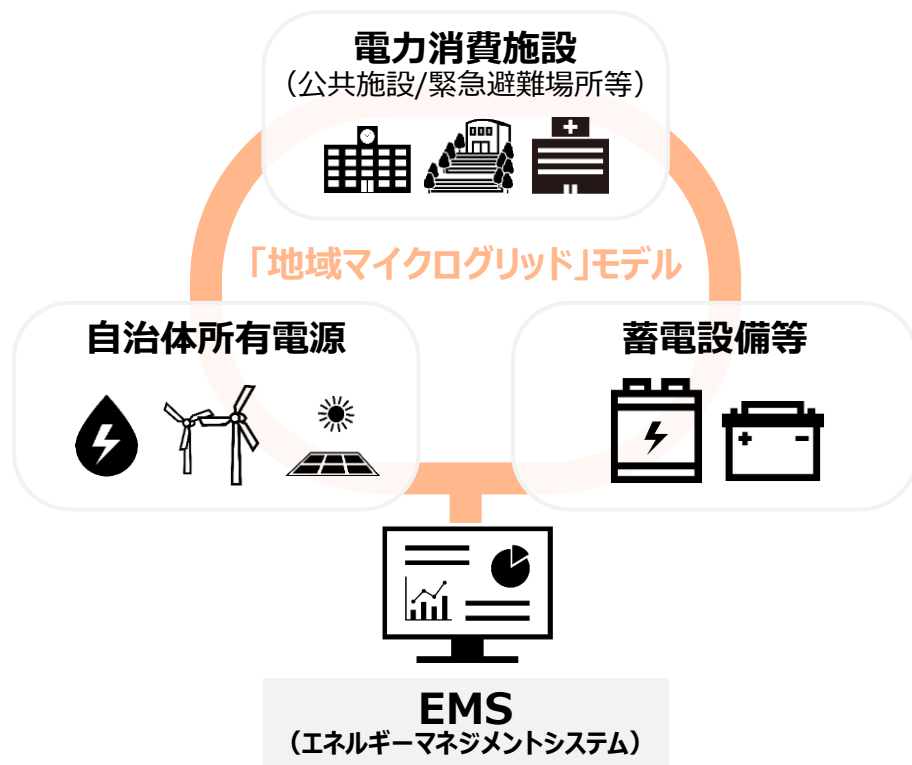 電力消費施設
（公共施設/緊急避難場所等）
「地域マイクログリッド」モデル
自治体所有電源
蓄電設備等
EMS
（エネルギーマネジメントシステム）